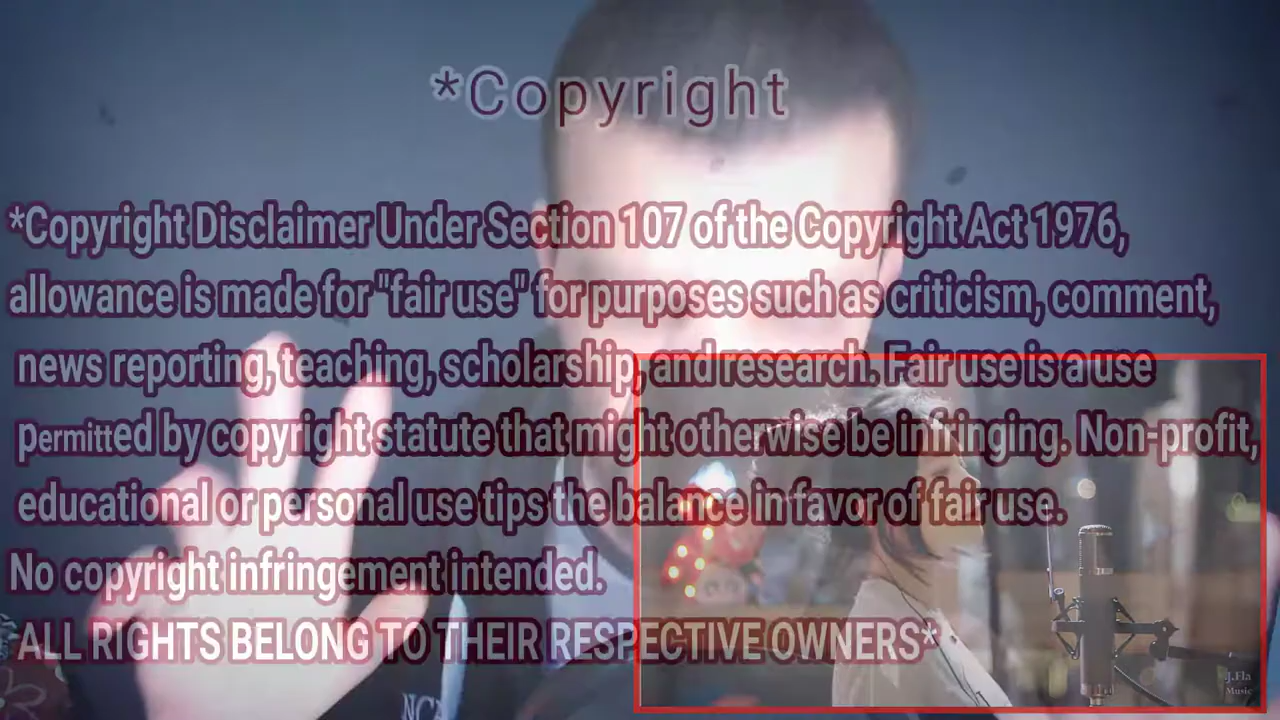 *Copyright
*Copyright Disclaimer Under Section 107 of the Copyright Act 1976,
allowance is made for "fair use" for purposes such as criticism, comment,
news reporting, teaching, scholarship, and research. Fair use is a use
permitted by copyright statute that might otherwise be infringing. Non-profit,
educational or personal use tips the balance in favor of fair use.
No copyright infringement intended.
ALL RIGHTS BELONG TO THEIR RESPECTIVE OWNERS*
J.Fla
Music